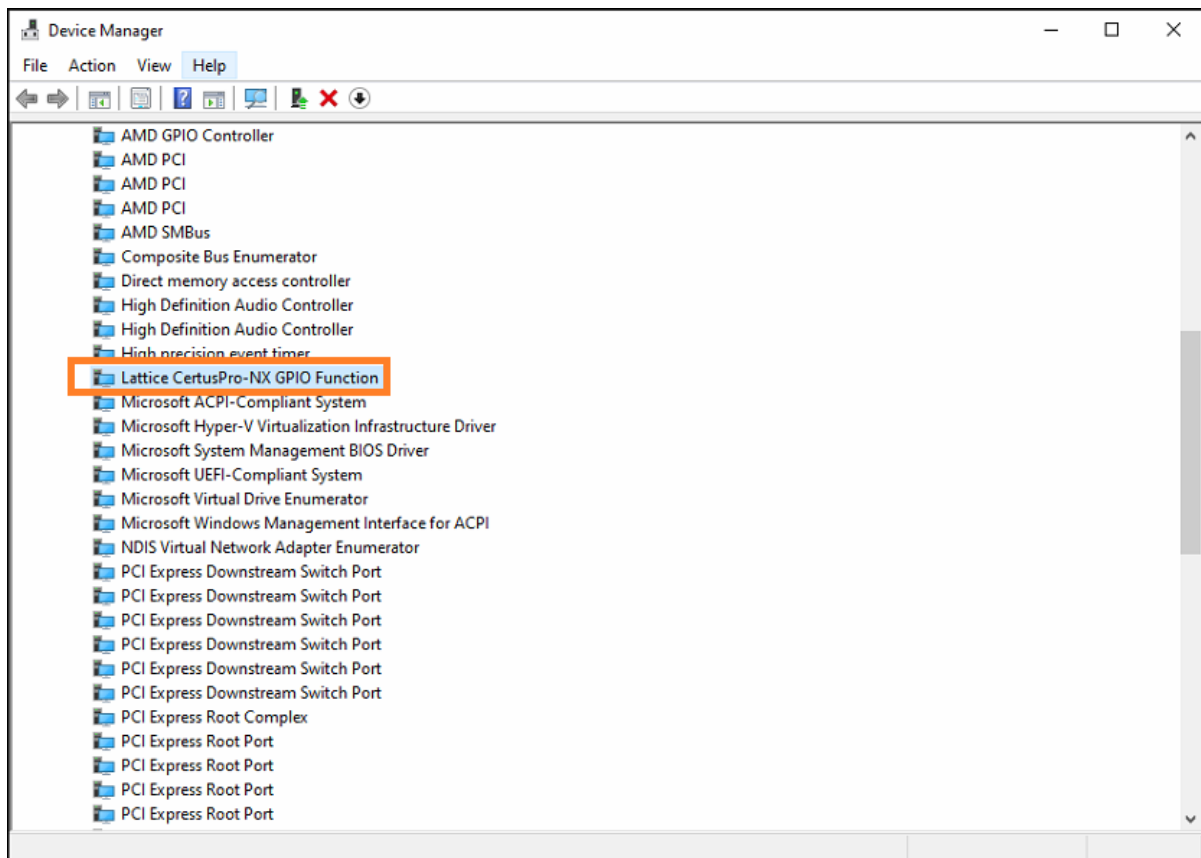 Device Manager
File Action View Help
AMD GPIO Controller
AMD PCI
AMD PCI
AMD PCI
AMD SMBus
Composite Bus Enumerator
Direct memory access controller
High Definition Audio Controller
High Definition Audio Controller
High precision event timer
Lattice CertusPro-NX GPIO Function
Microsoft ACPI-Compliant System
Microsoft Hyper-V Virtualization Infrastructure Driver
Microsoft System Management BIOS Driver
Microsoft UEFI-Compliant System
Microsoft Virtual Drive Enumerator
Microsoft Windows Management Interface for ACPI
NDIS Virtual Network Adapter Enumerator
PCI Express Downstream Switch Port
PCI Express Downstream Switch Port
PCI Express Downstream Switch Port
PCI Express Downstream Switch Port
PCI Express Downstream Switch Port
PCI Express Downstream Switch Port
PCI Express Root Complex
PCI Express Root Port
PCI Express Root Port
PCI Express Root Port
PCI Express Root Port